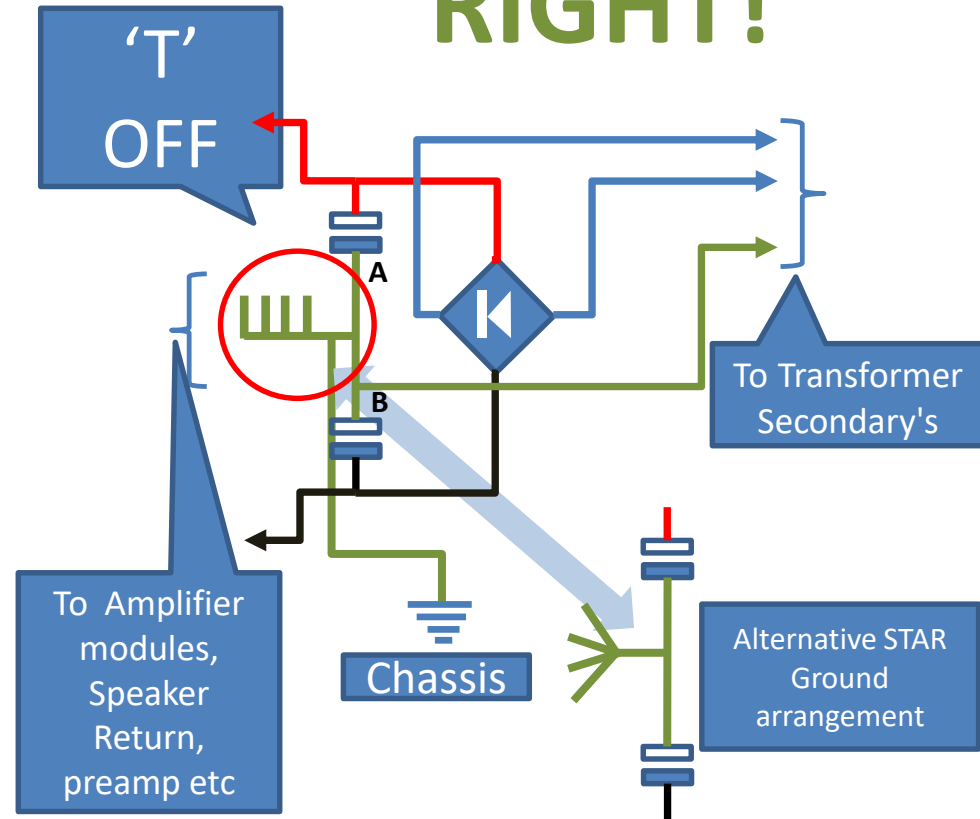 RIGHT!
‘T’
OFF
A
B
To Transformer
Secondary's
To Amplifier
modules,
Speaker
Return,
preamp etc
Chassis
Alternative STAR
Ground
arrangement